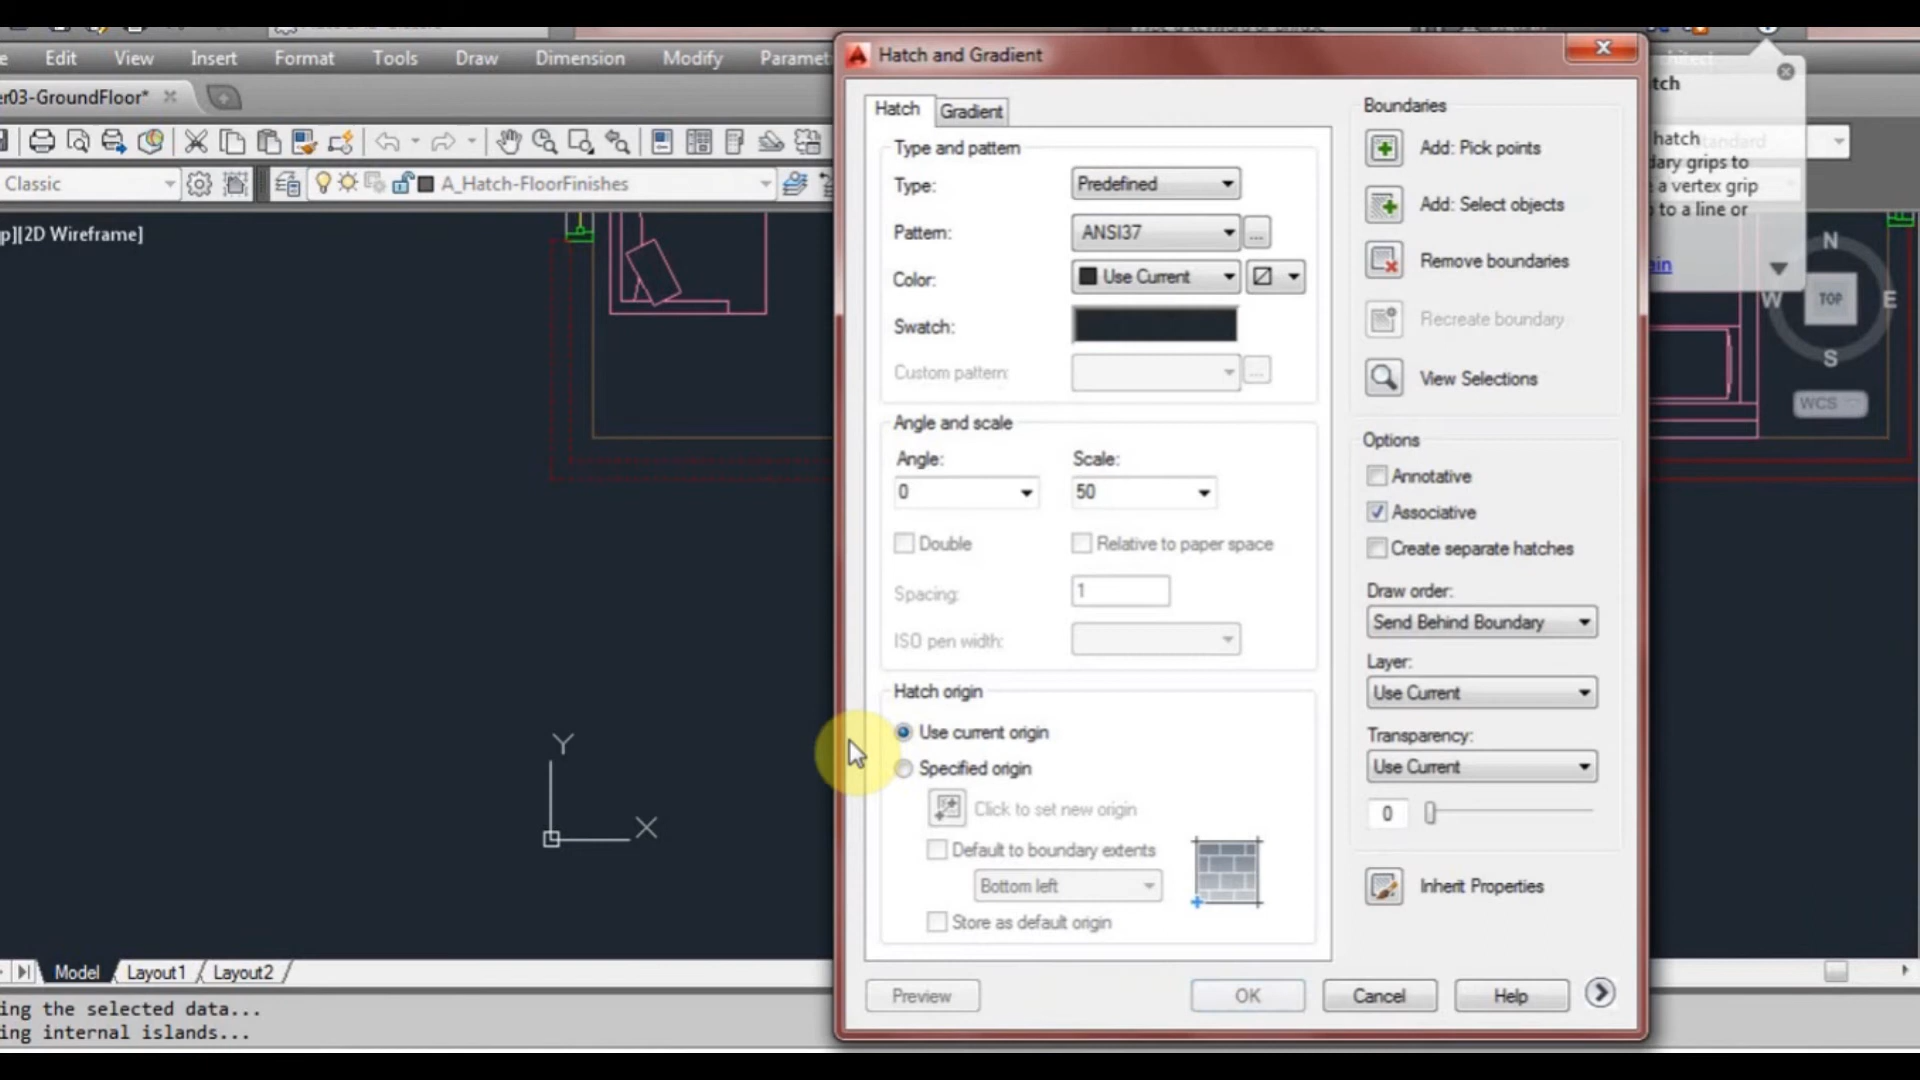 Edit View Insert Format Tools Draw Dimension Modify Paramet
Hatch and Gradient
er03-GroundFloor*
tch
Classic
A_Hatch-FloorFinishes
hatch
Standard
dary grips to
e a vertex grip
to a line or
ain
p][2D Wireframe]
N
W TOP E
S
WCS
Hatch Gradient
Type and pattern
Type: Predefined
Pattern: ANSI37 ...
Color: Use Current
Swatch:
Custom pattern: ...
Angle and scale
Angle: Scale:
0 50
Double Relative to paper space
Spacing: 1
ISO pen width:
Hatch origin
Use current origin
Specified origin
Click to set new origin
Default to boundary extents
Bottom left
Store as default origin
Boundaries
Add: Pick points
Add: Select objects
Remove boundaries
Recreate boundary
View Selections
Options
Annotative
Associative
Create separate hatches
Draw order:
Send Behind Boundary
Layer:
Use Current
Transparency:
Use Current
0
Inherit Properties
Preview OK Cancel Help
Y
X
Model Layout1 Layout2
ing the selected data...
ing internal islands...